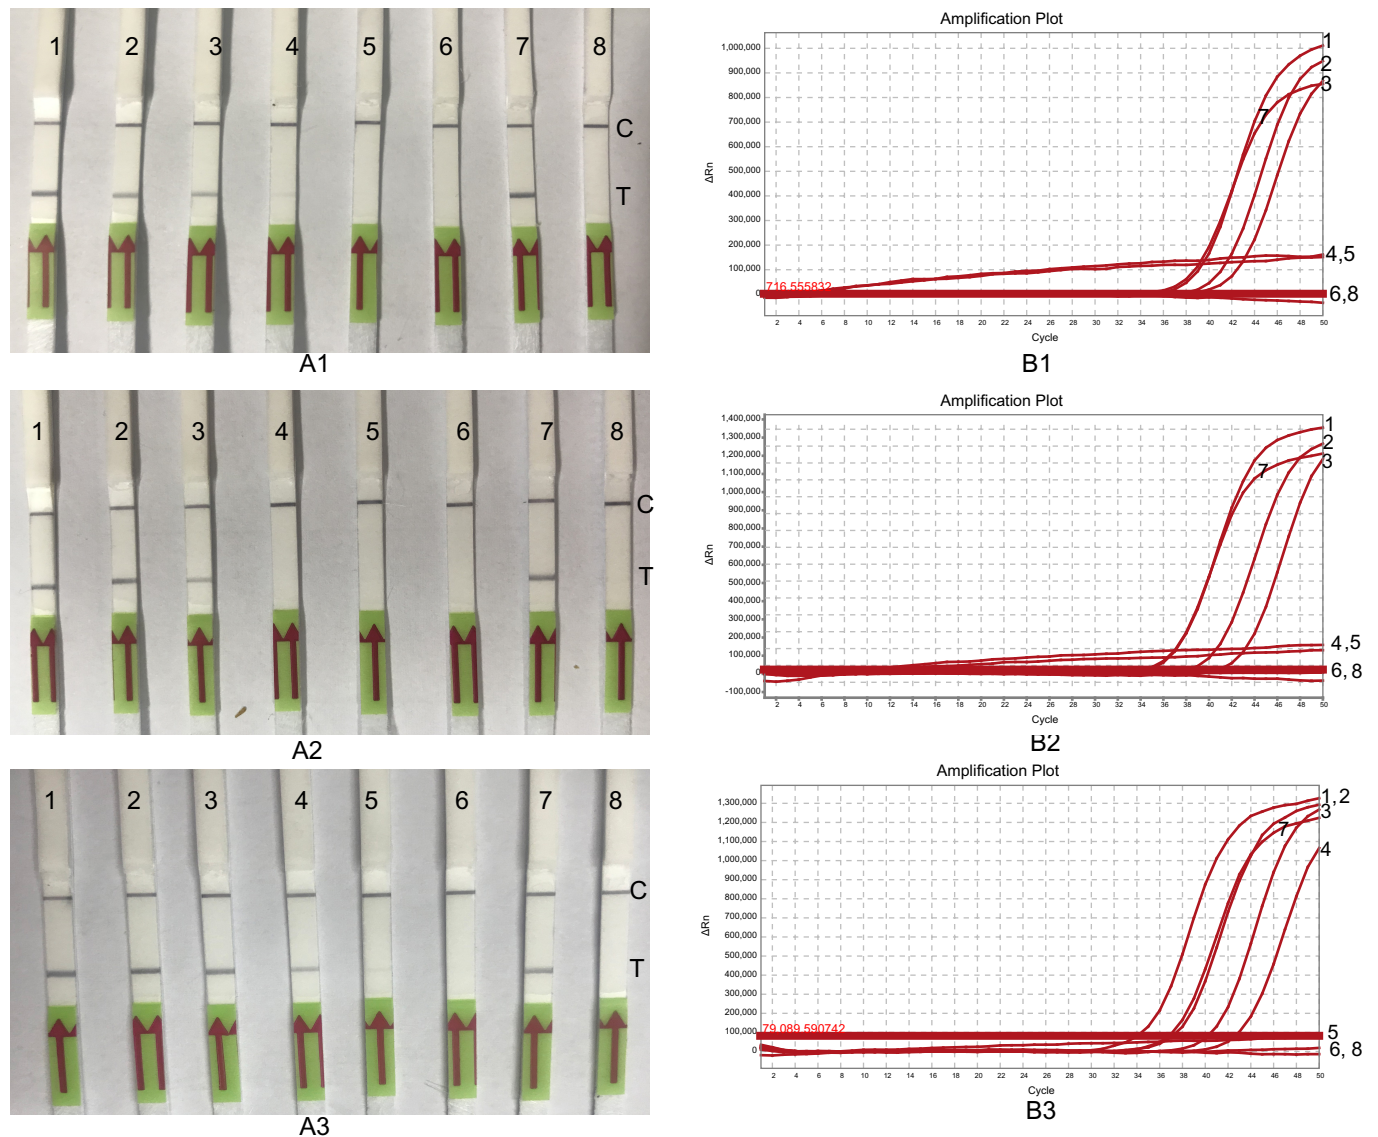 1 2 3 4 5 6 7 8
C
T
A1
Amplification Plot
1,000,000
900,000
800,000
700,000
600,000
500,000
400,000
300,000
200,000
100,000
0
ΔRn
716.555832
1
2
3
7
4,5
6,8
2 4 6 8 10 12 14 16 18 20 22 24 26 28 30 32 34 36 38 40 42 44 46 48 50
Cycle
B1
1 2 3 4 5 6 7 8
C
T
A2
Amplification Plot
1,400,000
1,300,000
1,200,000
1,100,000
1,000,000
900,000
800,000
700,000
600,000
500,000
400,000
300,000
200,000
100,000
0
-100,000
ΔRn
1
2
3
7
4,5
6, 8
2 4 6 8 10 12 14 16 18 20 22 24 26 28 30 32 34 36 38 40 42 44 46 48 50
Cycle
B2
1 2 3 4 5 6 7 8
C
T
A3
Amplification Plot
1,300,000
1,200,000
1,100,000
1,000,000
900,000
800,000
700,000
600,000
500,000
400,000
300,000
200,000
100,000
0
ΔRn
79,089.590742
1,2
3
7
4
5
6, 8
2 4 6 8 10 12 14 16 18 20 22 24 26 28 30 32 34 36 38 40 42 44 46 48 50
Cycle
B3